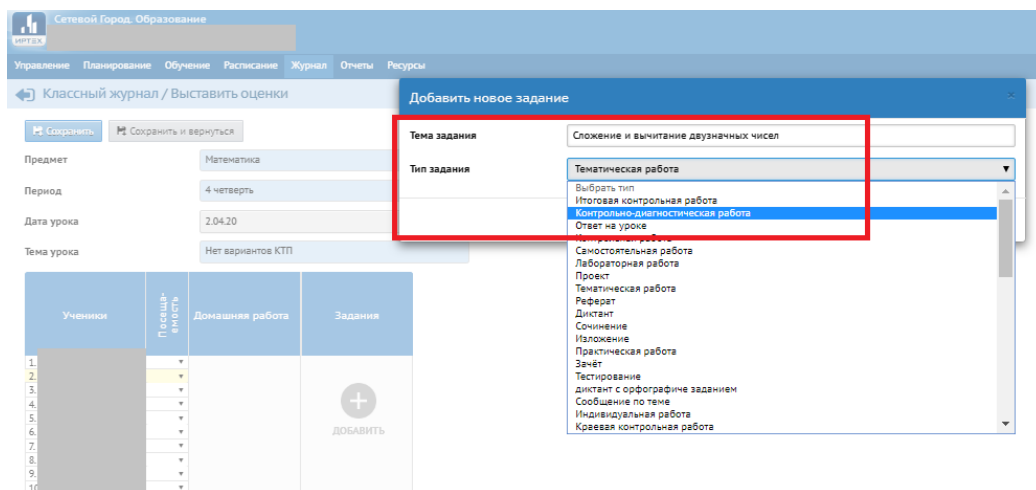 Сетевой Город. Образование
ИРТЕХ
Управление Планирование Обучение Расписание Журнал Отчеты Ресурсы
Классный журнал / Выставить оценки
Сохранить Сохранить и вернуться
Предмет Математика
Период 4 четверть
Дата урока 2.04.20
Тема урока Нет вариантов КТП
Ученики Посеща-емость Домашняя работа Задания
1.
2.
3.
4.
5.
6.
7.
8.
9.
10
ДОБАВИТЬ
Добавить новое задание ×
Тема задания Сложение и вычитание двузначных чисел
Тип задания Тематическая работа
Выбрать тип
Итоговая контрольная работа
Контрольно-диагностическая работа
Ответ на уроке
Контрольная работа
Самостоятельная работа
Лабораторная работа
Проект
Тематическая работа
Реферат
Диктант
Сочинение
Изложение
Практическая работа
Зачёт
Тестирование
диктант с орфографиче заданием
Сообщение по теме
Индивидуальная работа
Краевая контрольная работа